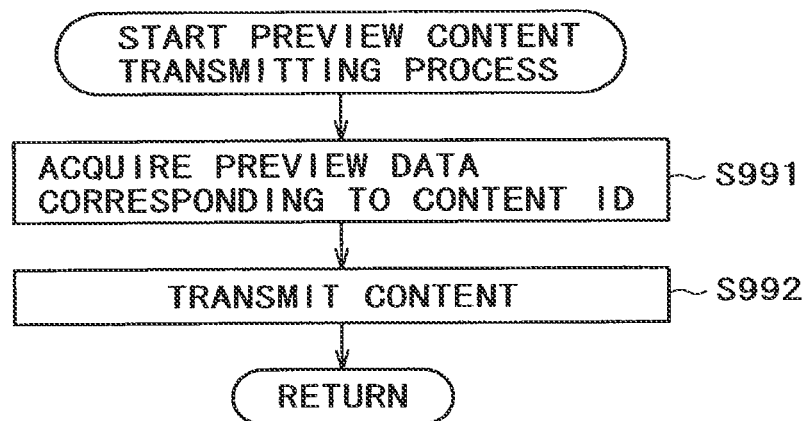 START PREVIEW CONTENT
TRANSMITTING PROCESS
ACQUIRE PREVIEW DATA
CORRESPONDING TO CONTENT ID
S991
TRANSMIT CONTENT
S992
RETURN